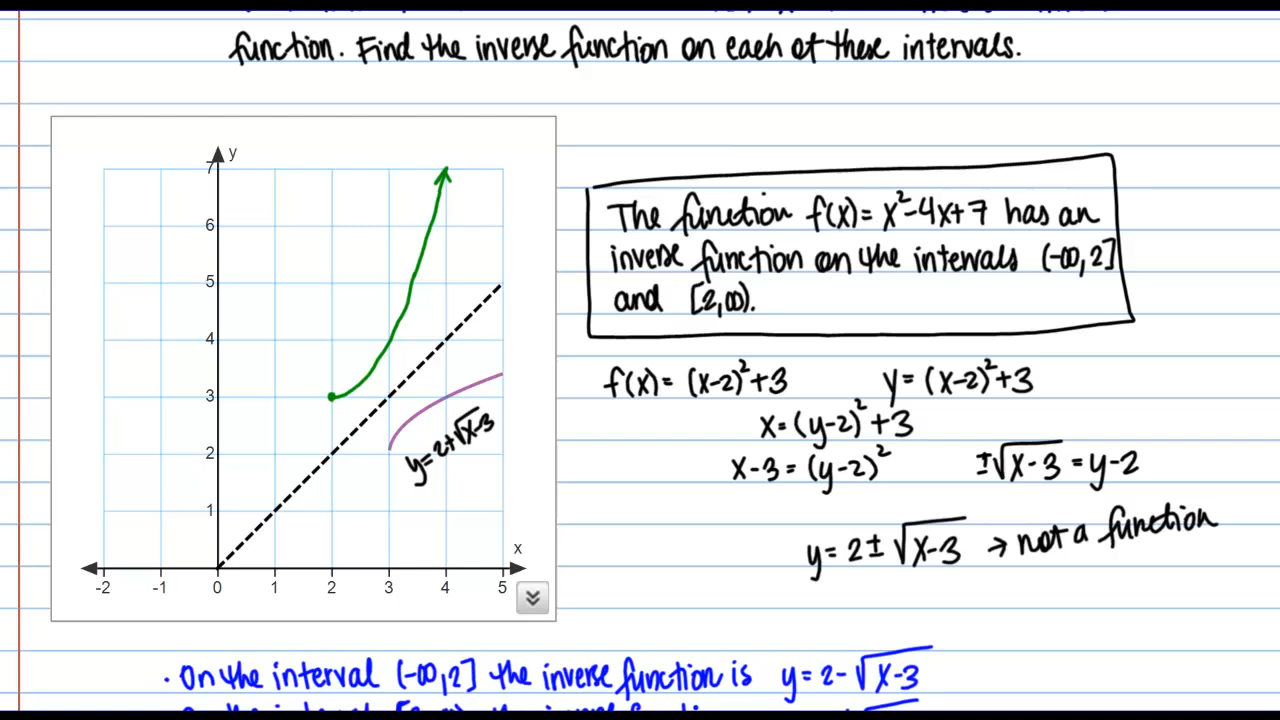 function. Find the inverse function on each of these intervals.
y
7
6
5
4
3
2
1
x
-2 -1 0 1 2 3 4 5
y=2+√x-3
The function f(x)= x²-4x+7 has an
inverse function on the intervals (-∞,2]
and [2,∞).
f(x)= (x-2)²+3 y=(x-2)²+3
x=(y-2)²+3
x-3=(y-2)² ±√x-3 = y-2
y=2±√x-3 → not a function
· On the interval (-∞,2] the inverse function is y=2-√x-3